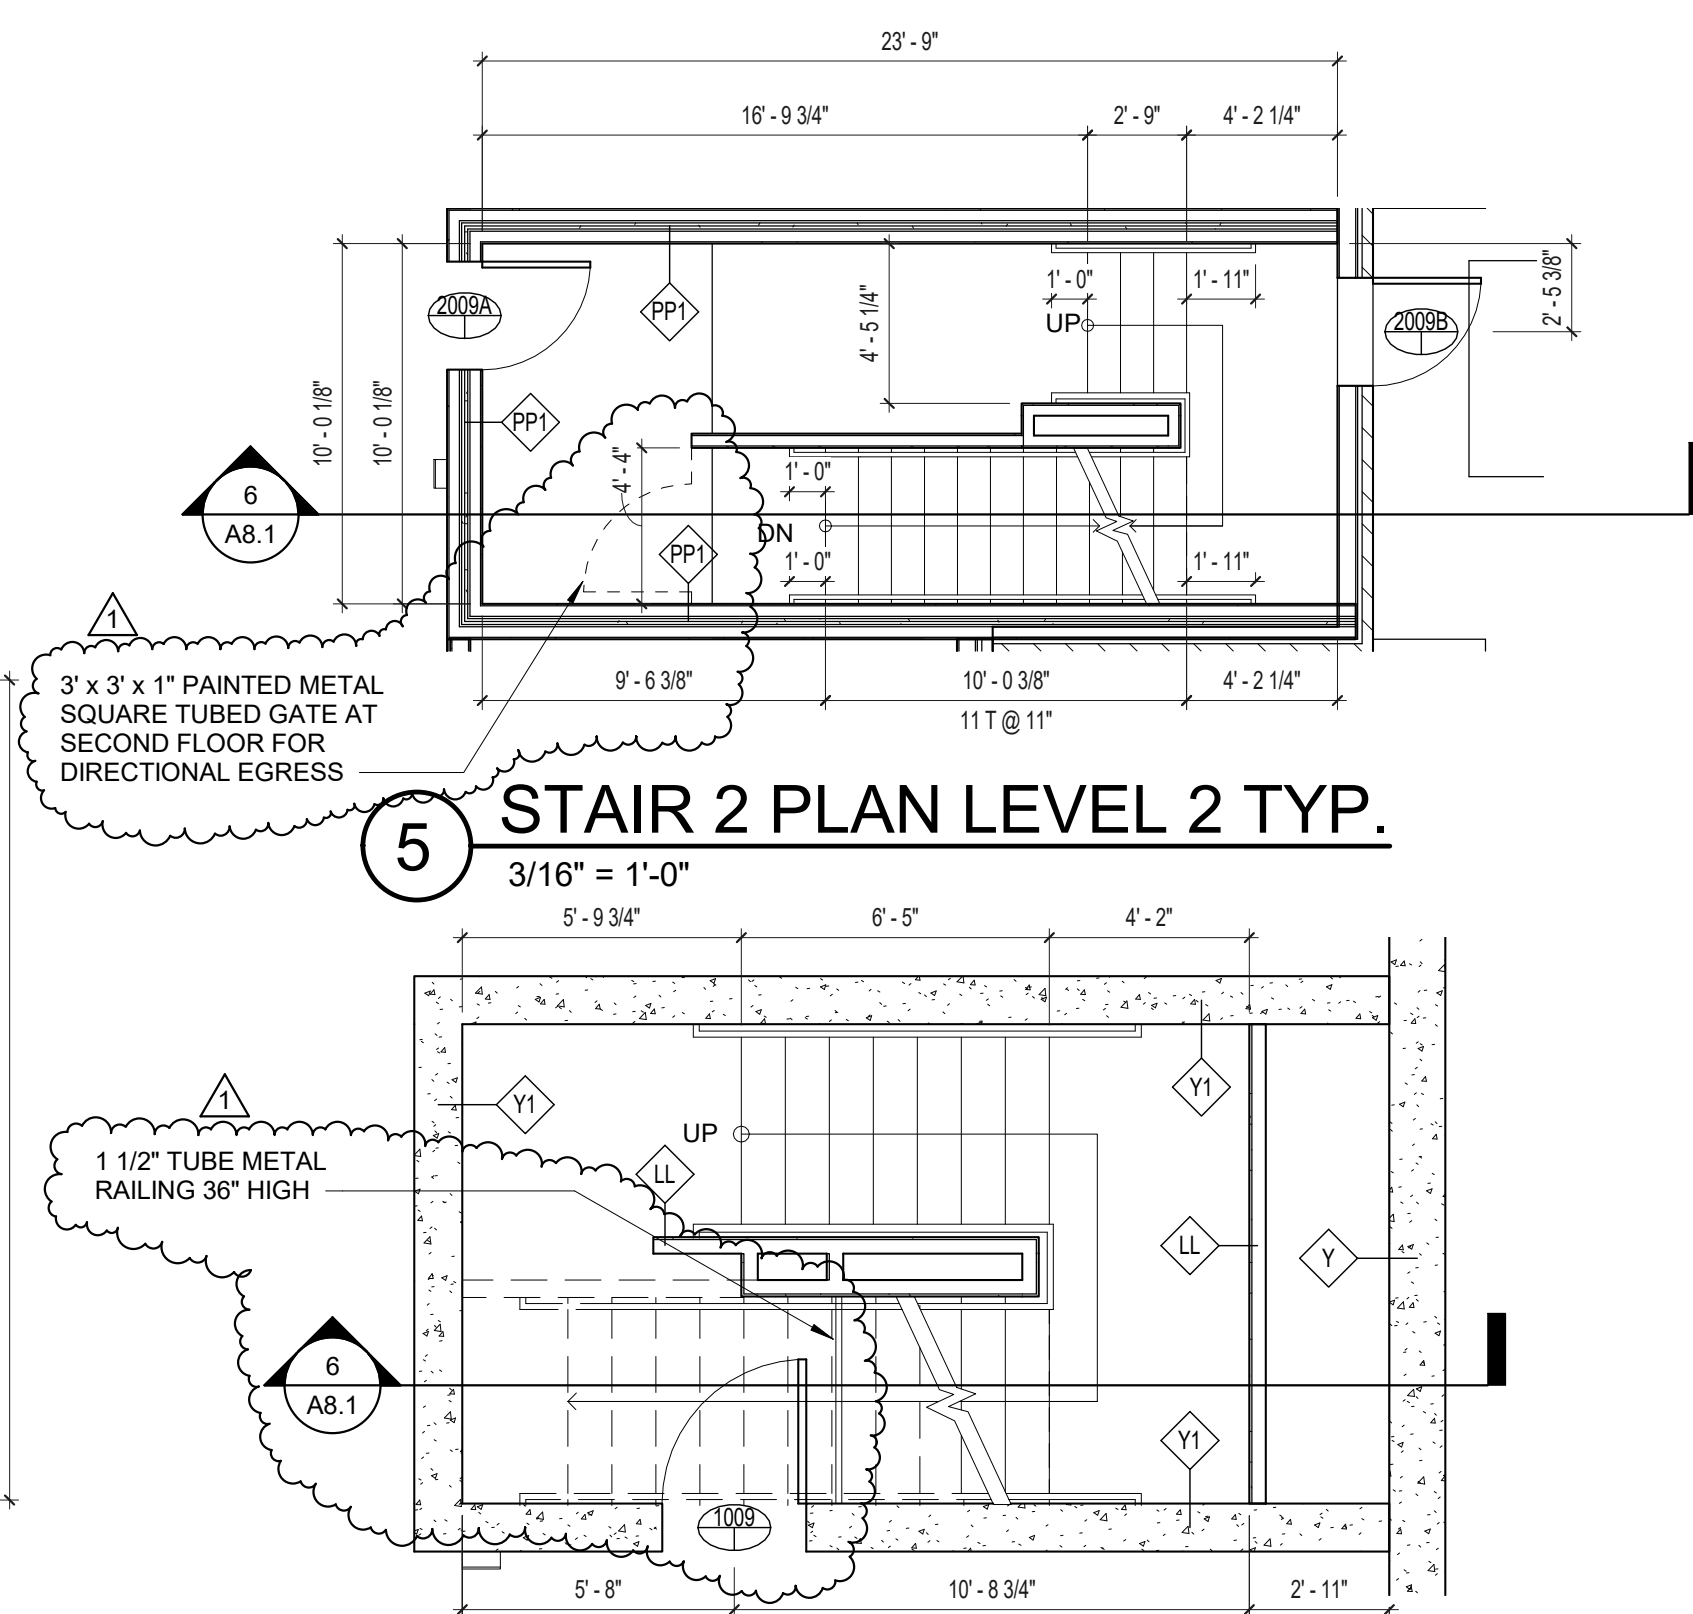 23' - 9"
16' - 9 3/4"
2' - 9"
4' - 2 1/4"
2009A
PP1
4' - 5 1/4"
1' - 0"
1' - 11"
UP
2009B
2' - 5 3/8"
10' - 0 1/8"
10' - 0 1/8"
PP1
4' - 4"
1' - 0"
6
A8.1
DN
PP1
1' - 0"
1' - 11"
1
3' x 3' x 1" PAINTED METAL
SQUARE TUBED GATE AT
SECOND FLOOR FOR
DIRECTIONAL EGRESS
9' - 6 3/8"
10' - 0 3/8"
4' - 2 1/4"
11 T @ 11"
5
STAIR 2 PLAN LEVEL 2 TYP.
3/16" = 1'-0"
5' - 9 3/4"
6' - 5"
4' - 2"
Y1
Y1
1
UP
1 1/2" TUBE METAL
RAILING 36" HIGH
LL
LL
Y
6
A8.1
Y1
1009
5' - 8"
10' - 8 3/4"
2' - 11"